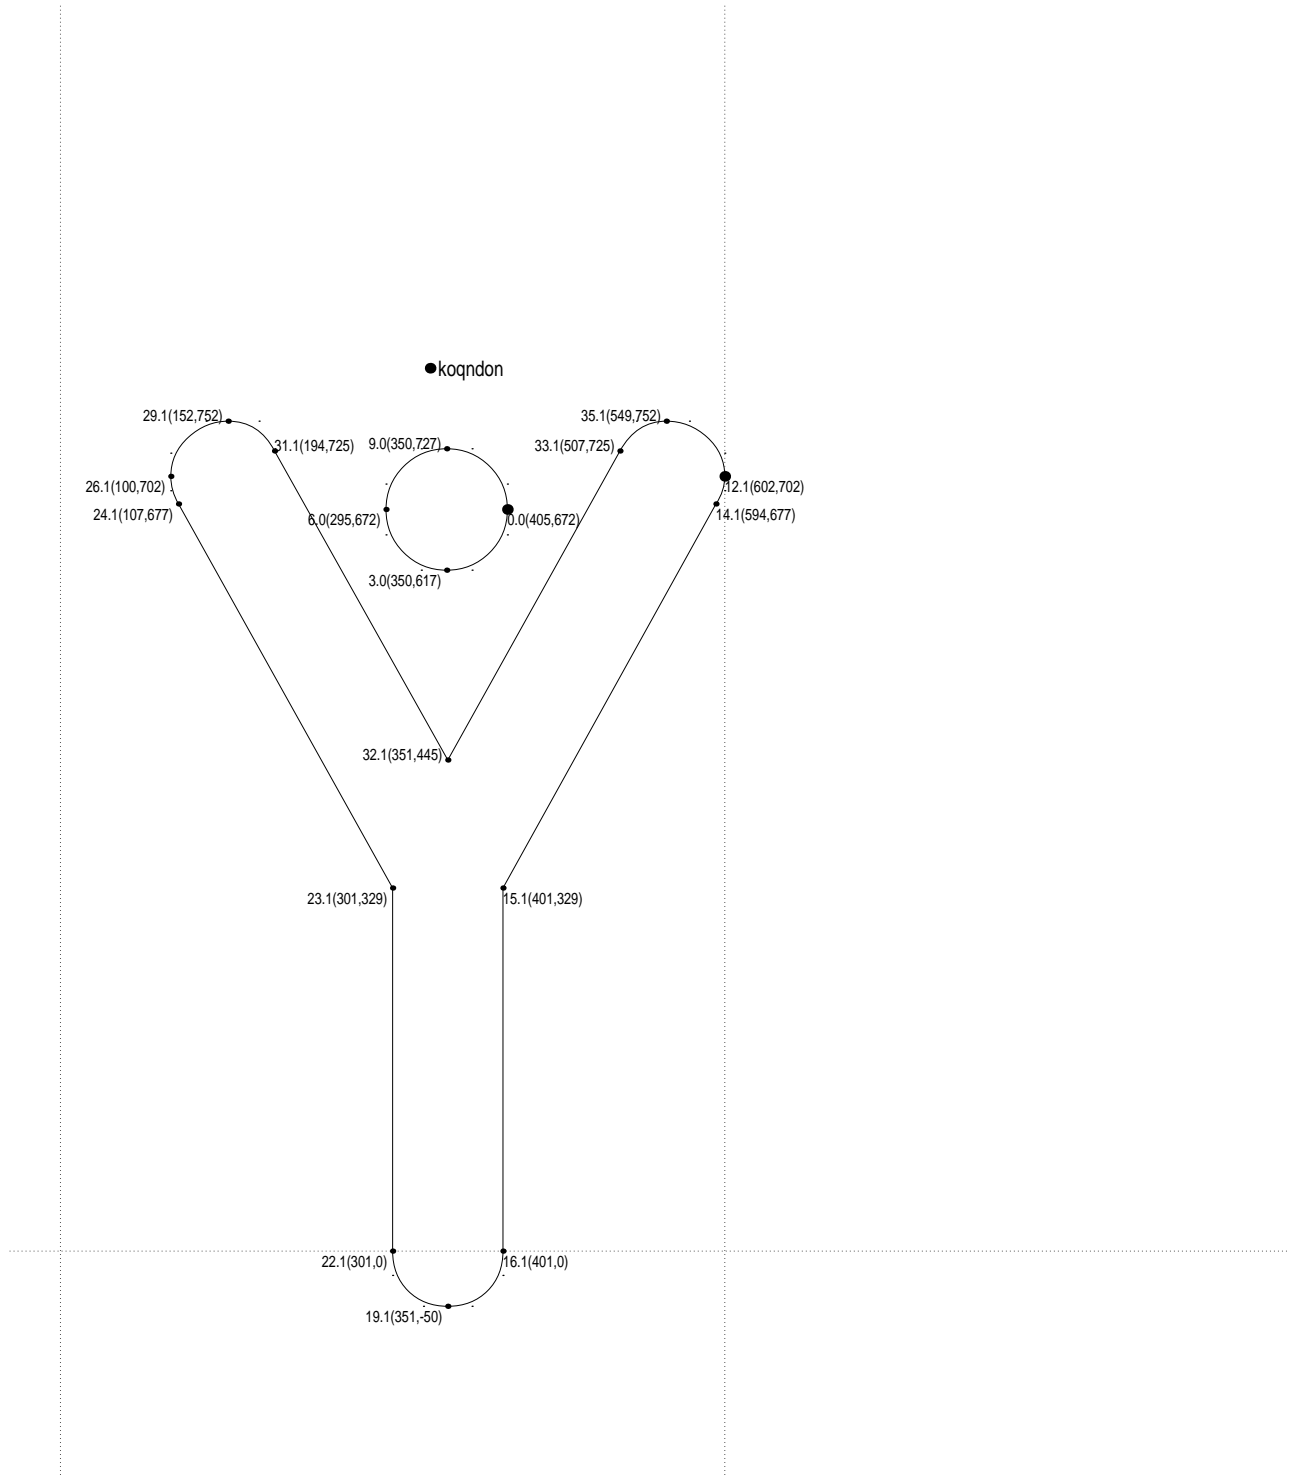 koqndon
29.1(152,752) 35.1(549,752)
31.1(194,725) 9.0(350,727) 33.1(507,725)
26.1(100,702) 12.1(602,702)
24.1(107,677) 6.0(295,672) 0.0(405,672) 14.1(594,677)
3.0(350,617)
32.1(351,445)
23.1(301,329) 15.1(401,329)
22.1(301,0) 16.1(401,0)
19.1(351,-50)